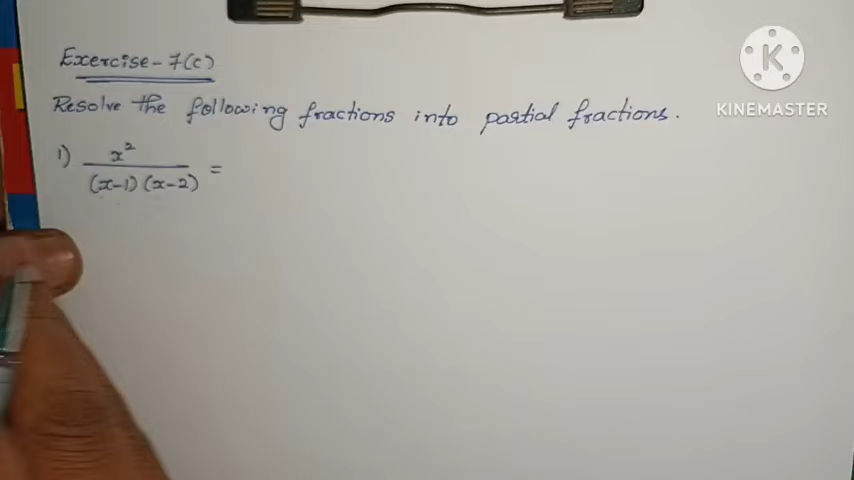 Exercise - 7(c)
Resolve the following fractions into partial fractions.
1) x² / (x-1)(x-2) =
K
KINEMASTER